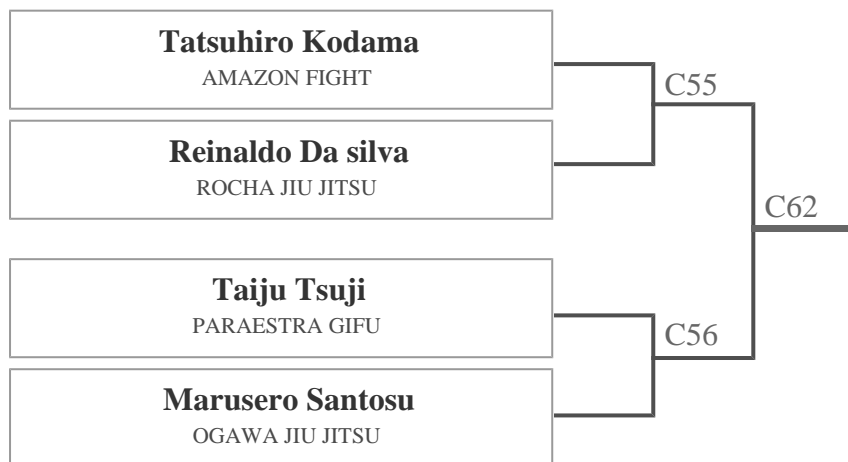 Tatsuhiro Kodama
AMAZON FIGHT
C55
Reinaldo Da silva
ROCHA JIU JITSU
C62
Taiju Tsuji
PARAESTRA GIFU
C56
Marusero Santosu
OGAWA JIU JITSU